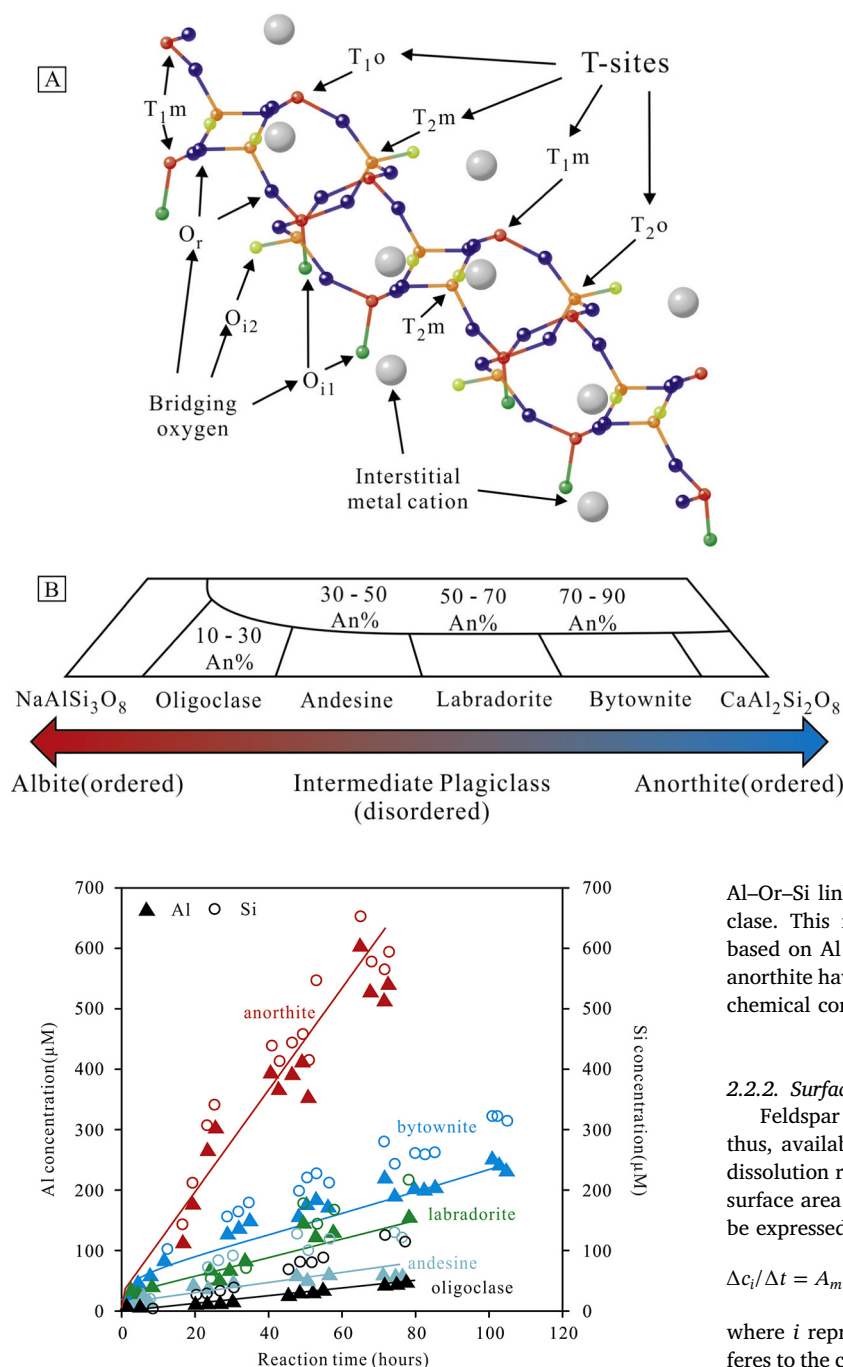 A
T₁o
T-sites
T₁m
T₂m
T₁m
Oᵣ
T₂o
Oᵢ₂
T₂m
Oᵢ₁
Bridging
oxygen
Interstitial
metal cation
B
30 - 50
An%
50 - 70
An%
70 - 90
An%
10 - 30
An%
NaAlSi₃O₈ Oligoclase Andesine Labradorite Bytownite CaAl₂Si₂O₈
Albite(ordered) Intermediate Plagiclass Anorthite(ordered)
(disordered)
Al Si
700
600
500
400
300
200
100
0
Al concentration(µM)
anorthite
bytownite
labradorite
andesine
oligoclase
700
600
500
400
300
200
100
0
Si concentration(µM)
0 20 40 60 80 100 120
Reaction time (hours)
Al–Or–Si lin
clase. This
based on Al
anorthite hav
chemical con
2.2.2. Surfac
Feldspar
thus, availab
dissolution r
surface area
be expressed
Δcᵢ/Δt = Aₘ
where i repr
feres to the c